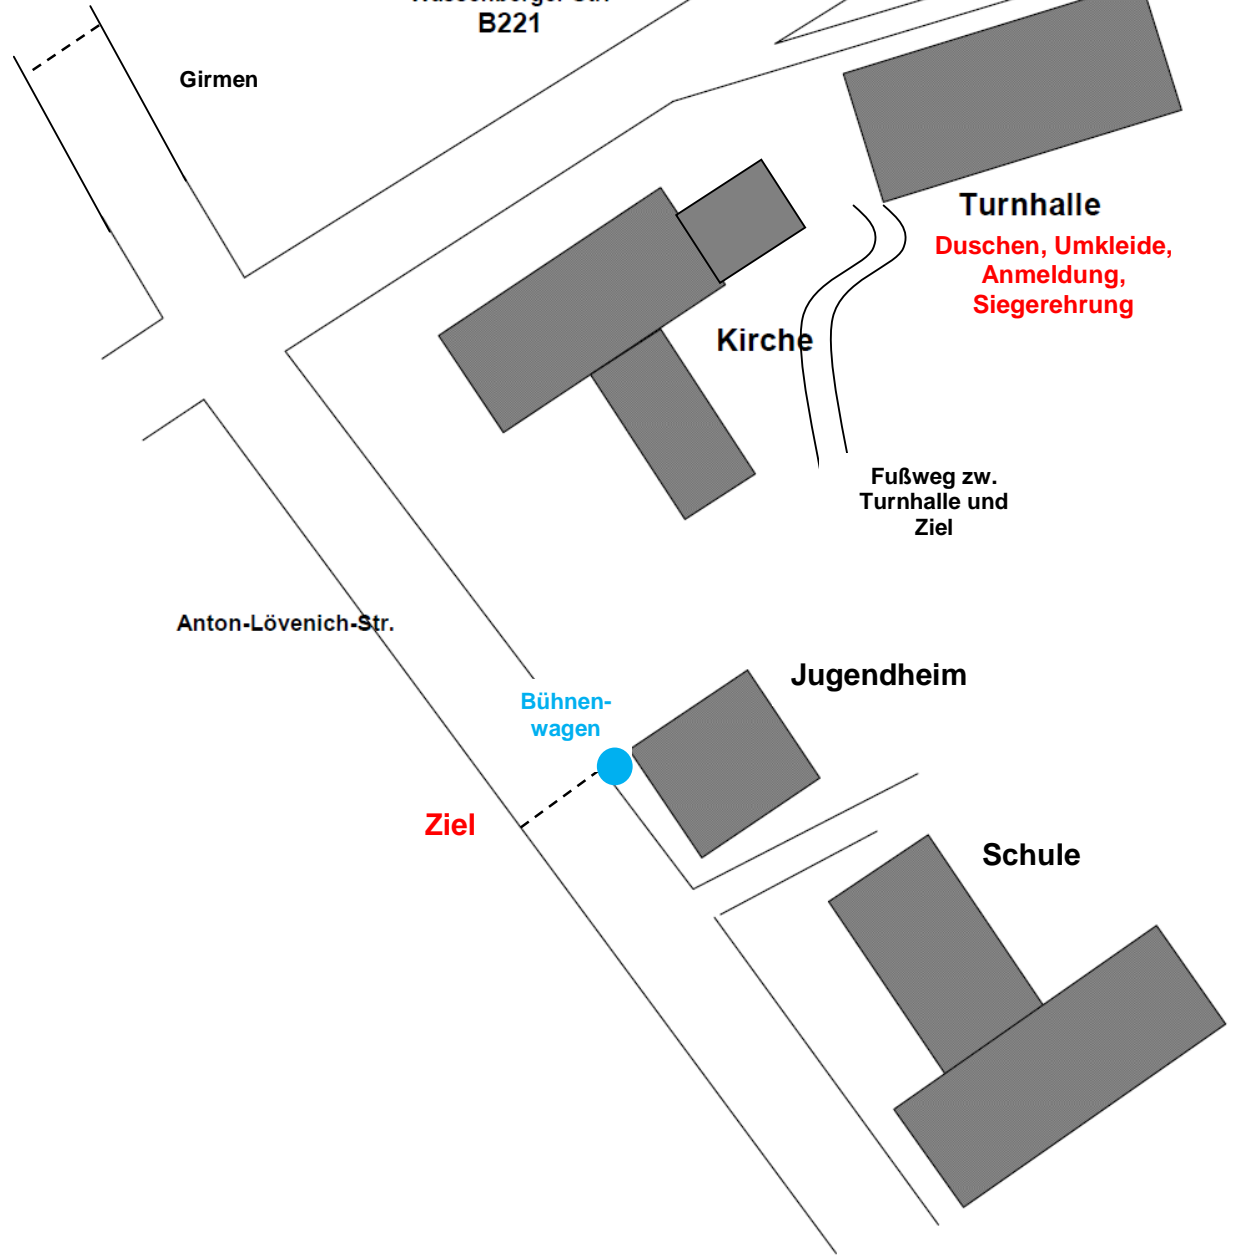 B221
Girmen
Turnhalle
Duschen, Umkleide,
Anmeldung,
Siegerehrung
Kirche
Fußweg zw.
Turnhalle und
Ziel
Anton-Lövenich-Str.
Jugendheim
Bühnen-
wagen
Ziel
Schule